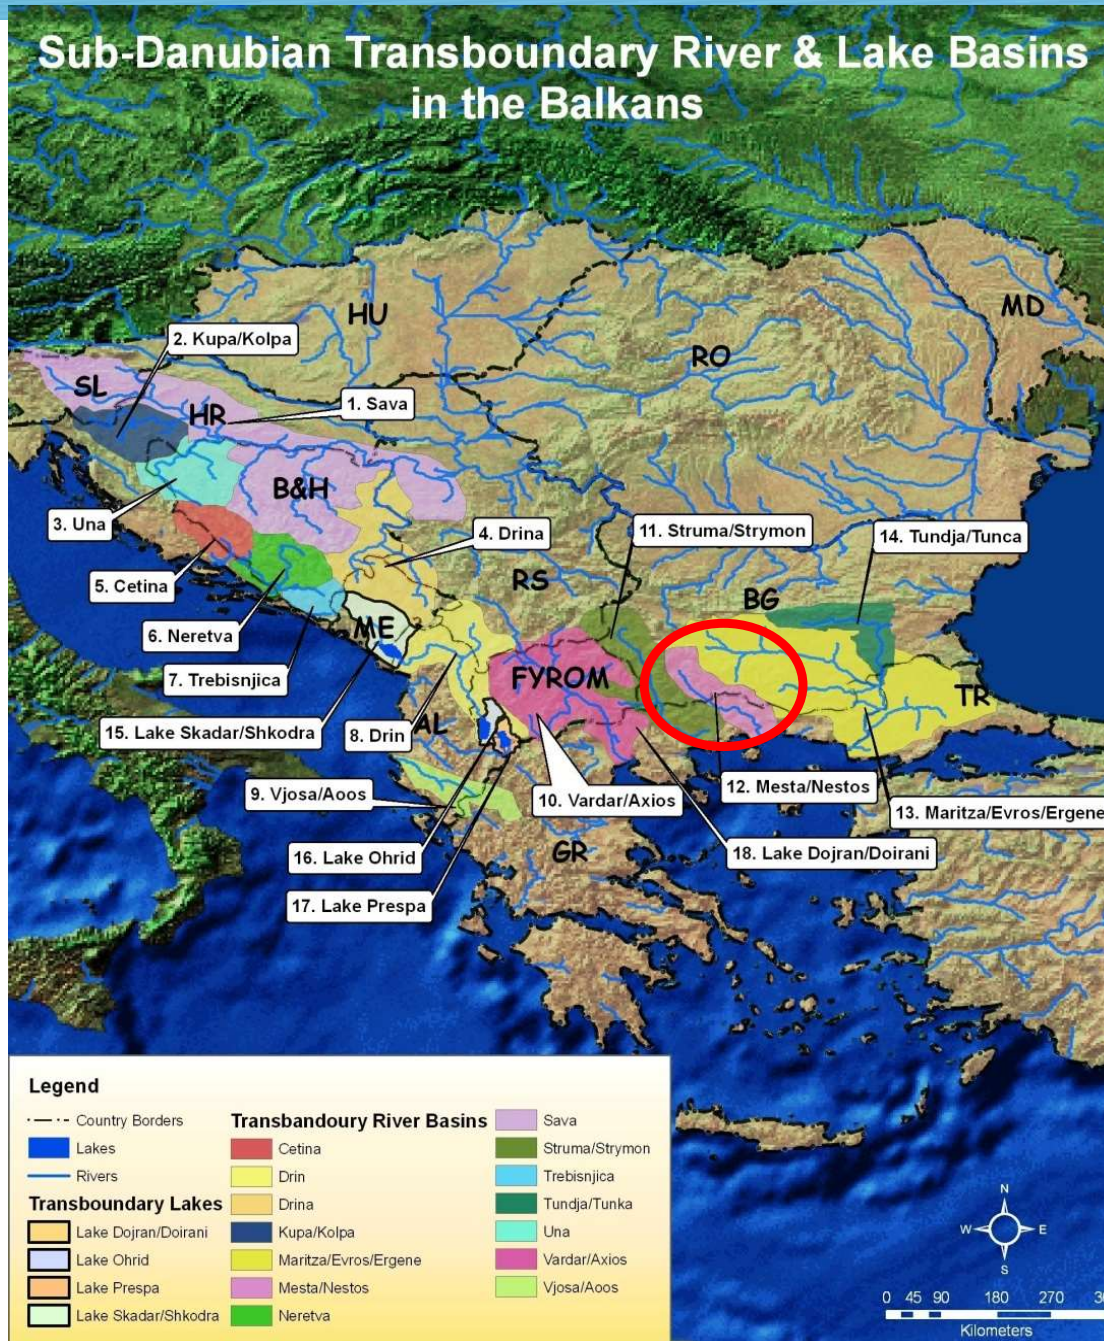 Sub-Danubian Transboundary River & Lake Basins
in the Balkans
HU
MD
RO
2. Kupa/Kolpa
SL
HR
1. Sava
B&H
3. Una
4. Drina
11. Struma/Strymon
14. Tundja/Tunca
5. Cetina
RS
BG
6. Neretva
ME
7. Trebisnjica
FYROM
TR
15. Lake Skadar/Shkodra
8. Drin
AL
9. Vjosa/Aoos
10. Vardar/Axios
12. Mesta/Nestos
13. Maritza/Evros/Ergene
16. Lake Ohrid
GR
18. Lake Dojran/Doirani
17. Lake Prespa
Legend
Country Borders
Lakes
Rivers
Transboundary Lakes
Lake Dojran/Doirani
Lake Ohrid
Lake Prespa
Lake Skadar/Shkodra
Transbandoury River Basins
Cetina
Drin
Drina
Kupa/Kolpa
Maritza/Evros/Ergene
Mesta/Nestos
Neretva
Sava
Struma/Strymon
Trebisnjica
Tundja/Tunka
Una
Vardar/Axios
Vjosa/Aoos
N
W E
S
0 45 90 180 270
Kilometers